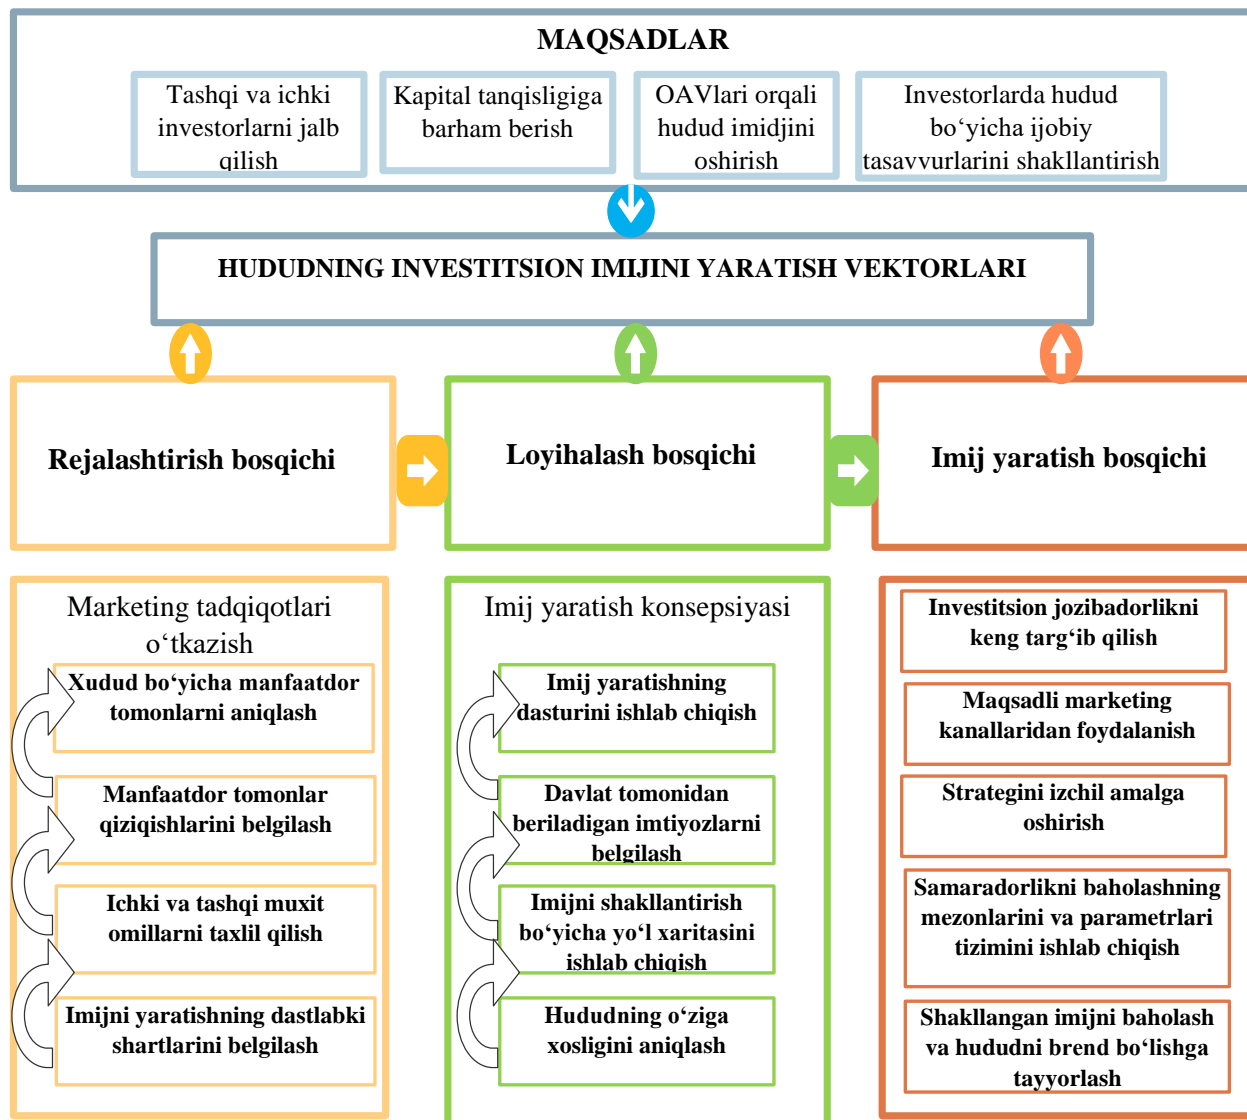 MAQSADLAR
Tashqi va ichki
investorlarni jalb
qilish
Kapital tanqisligiga
barham berish
OAVlari orqali
hudud imidjini
oshirish
Investorlarda hudud
bo‘yicha ijobiy
tasavvurlarini shakllantirish
HUDUDNING INVESTITSION IMIJINI YARATISH VEKTORLARI
Rejalashtirish bosqichi
Loyihalash bosqichi
Imij yaratish bosqichi
Marketing tadqiqotlari
o‘tkazish
Xudud bo‘yicha manfaatdor
tomonlarni aniqlash
Manfaatdor tomonlar
qiziqishlarini belgilash
Ichki va tashqi muxit
omillarni taxlil qilish
Imijni yaratishning dastlabki
shartlarini belgilash
Imij yaratish konsepsiyasi
Imij yaratishning
dasturini ishlab chiqish
Davlat tomonidan
beriladigan imtiyozlarni
belgilash
Imijni shakllantirish
bo‘yicha yo‘l xaritasini
ishlab chiqish
Hududning o‘ziga
xosligini aniqlash
Investitsion jozibadorlikni
keng targ‘ib qilish
Maqsadli marketing
kanallaridan foydalanish
Strategini izchil amalga
oshirish
Samaradorlikni baholashning
mezonlarini va parametrlari
tizimini ishlab chiqish
Shakllangan imijni baholash
va hududni brend bo‘lishga
tayyorlash